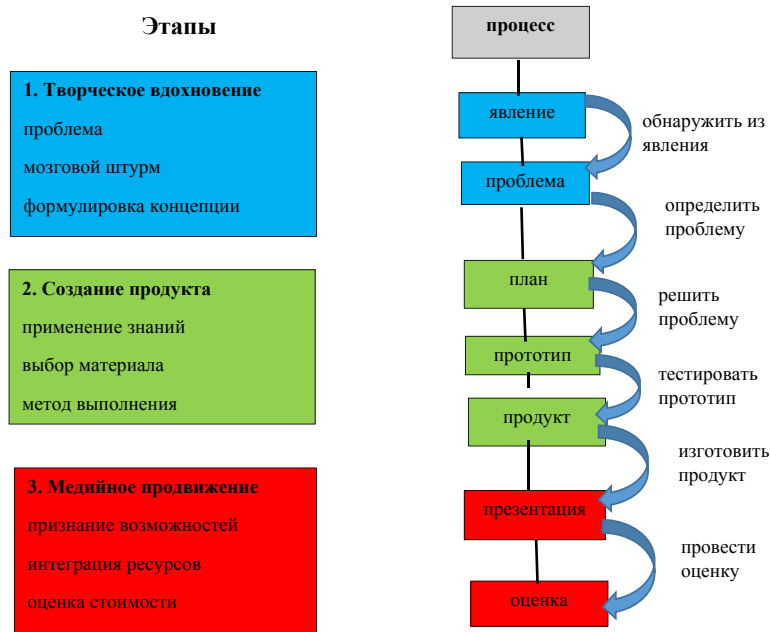 Этапы
1. Творческое вдохновение
проблема
мозговой штурм
формулировка концепции
2. Создание продукта
применение знаний
выбор материала
метод выполнения
3. Медийное продвижение
признание возможностей
интеграция ресурсов
оценка стоимости
процесс
явление
обнаружить из
явления
проблема
определить
проблему
план
решить
проблему
прототип
тестировать
прототип
продукт
изготовить
продукт
презентация
провести
оценку
оценка